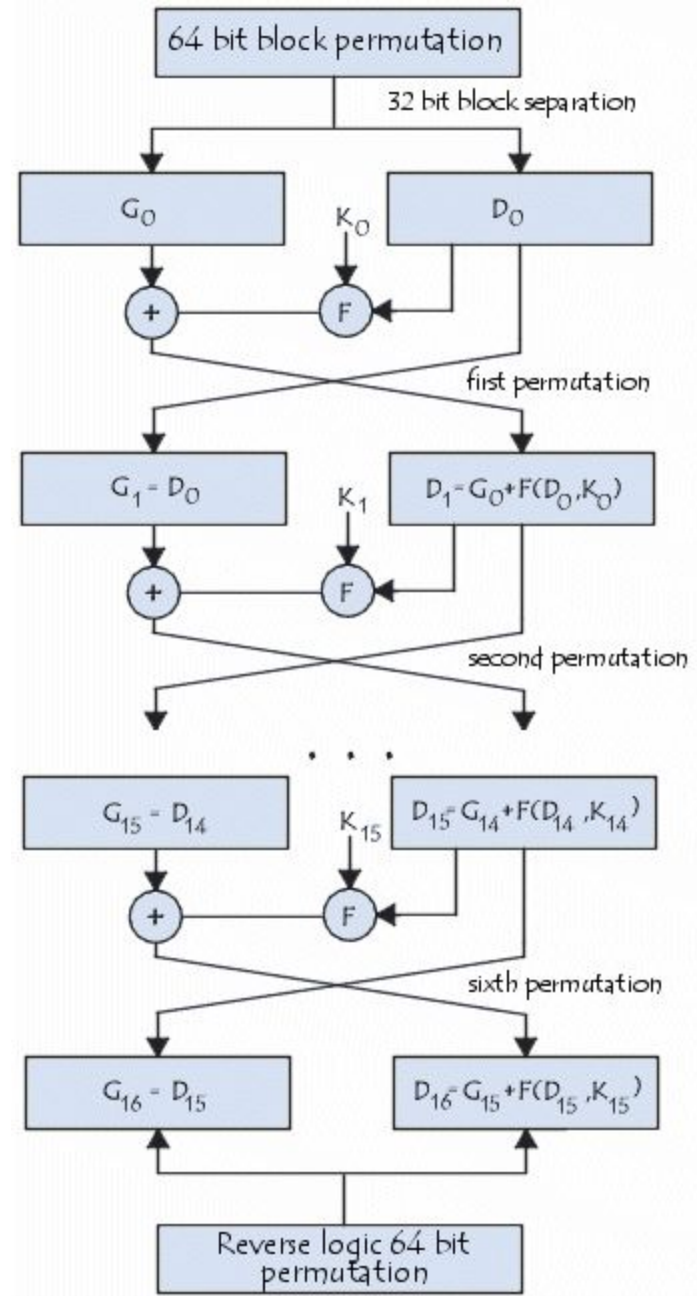 64 bit block permutation
32 bit block separation
G0
K0
D0
+
F
first permutation
G1 = D0
K1
D1=G0+F(D0,K0)
+
F
second permutation
. . .
G15 = D14
K15
D15=G14+F(D14,K14)
+
F
sixth permutation
G16 = D15
D16=G15+F(D15,K15)
Reverse logic 64 bit
permutation